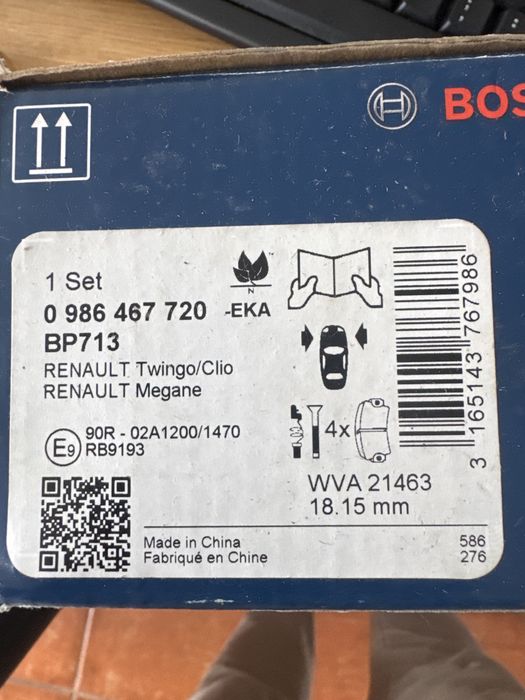 BOS
1 Set
0 986 467 720 -EKA
BP713
RENAULT Twingo/Clio
RENAULT Megane
N
E9 90R - 02A1200/1470
RB9193
4x
WVA 21463
18.15 mm
3 165143 767986
Made in China 586
Fabriqué en Chine 276